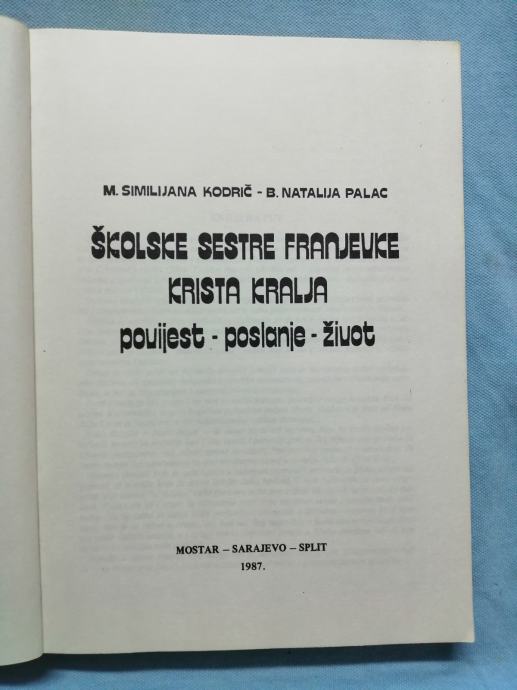 M. SIMILIJANA KODRIČ - B. NATALIJA PALAC
ŠKOLSKE SESTRE FRANJEVKE
KRISTA KRALJA
povijest - poslanje - život
MOSTAR – SARAJEVO – SPLIT
1987.